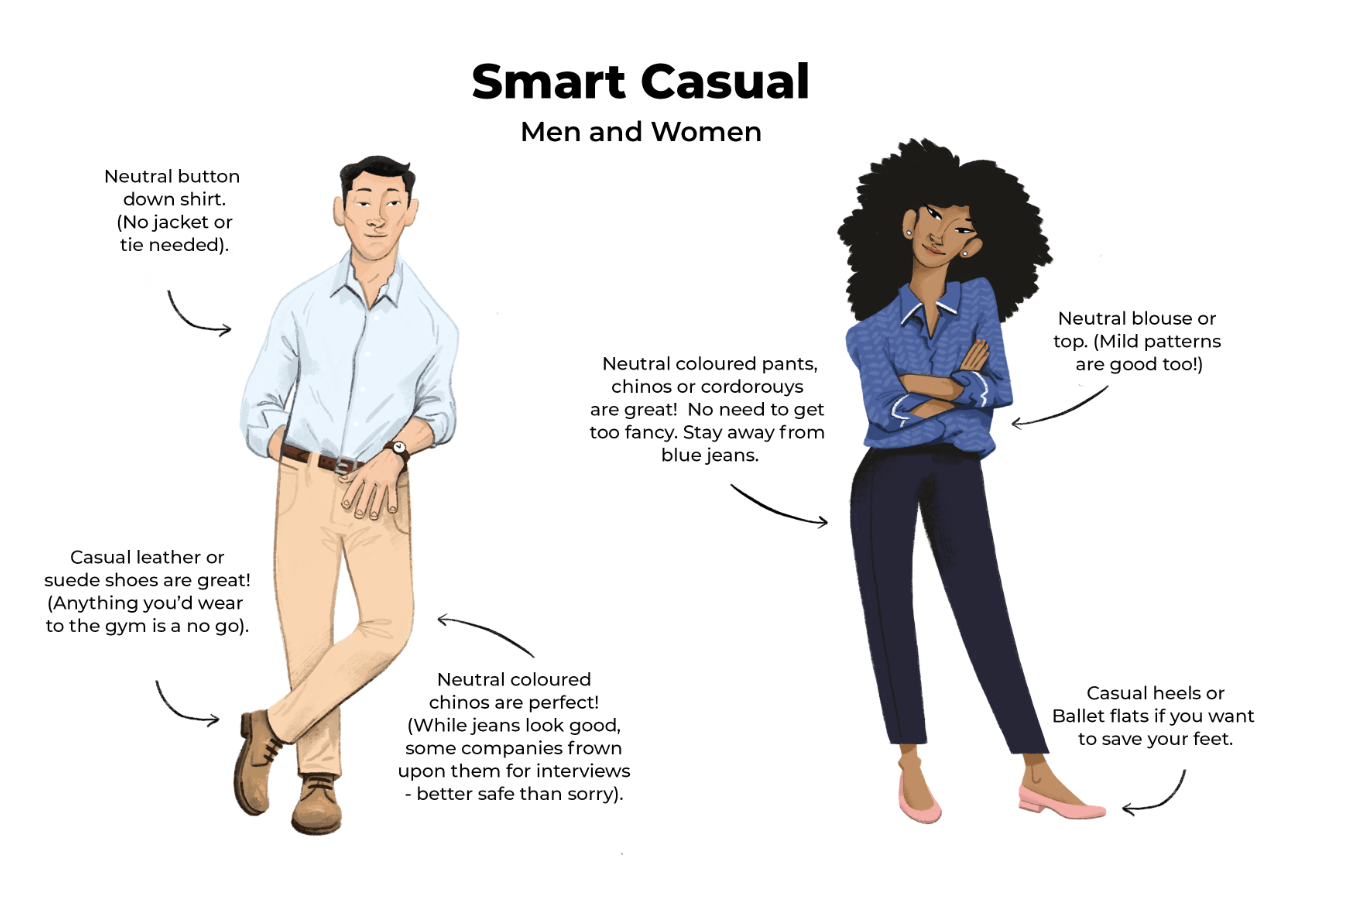 Smart Casual
Men and Women
Neutral button
down shirt.
(No jacket or
tie needed).
Casual leather or
suede shoes are great!
(Anything you’d wear
to the gym is a no go).
Neutral coloured
chinos are perfect!
(While jeans look good,
some companies frown
upon them for interviews
- better safe than sorry).
Neutral coloured pants,
chinos or cordorouys
are great! No need to get
too fancy. Stay away from
blue jeans.
Neutral blouse or
top. (Mild patterns
are good too!)
Casual heels or
Ballet flats if you want
to save your feet.